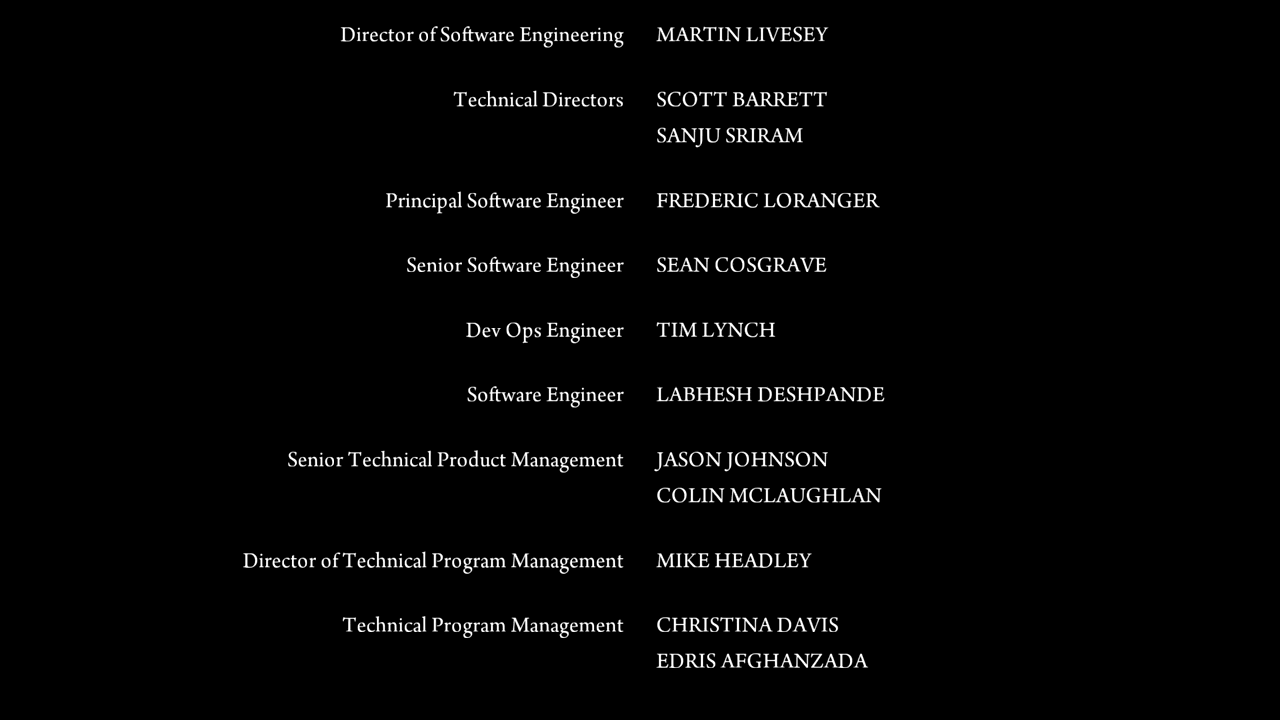 Director of Software Engineering MARTIN LIVESEY
Technical Directors SCOTT BARRETT
SANJU SRIRAM
Principal Software Engineer FREDERIC LORANGER
Senior Software Engineer SEAN COSGRAVE
Dev Ops Engineer TIM LYNCH
Software Engineer LABHESH DESHPANDE
Senior Technical Product Management JASON JOHNSON
COLIN MCLAUGHLAN
Director of Technical Program Management MIKE HEADLEY
Technical Program Management CHRISTINA DAVIS
EDRIS AFGHANZADA